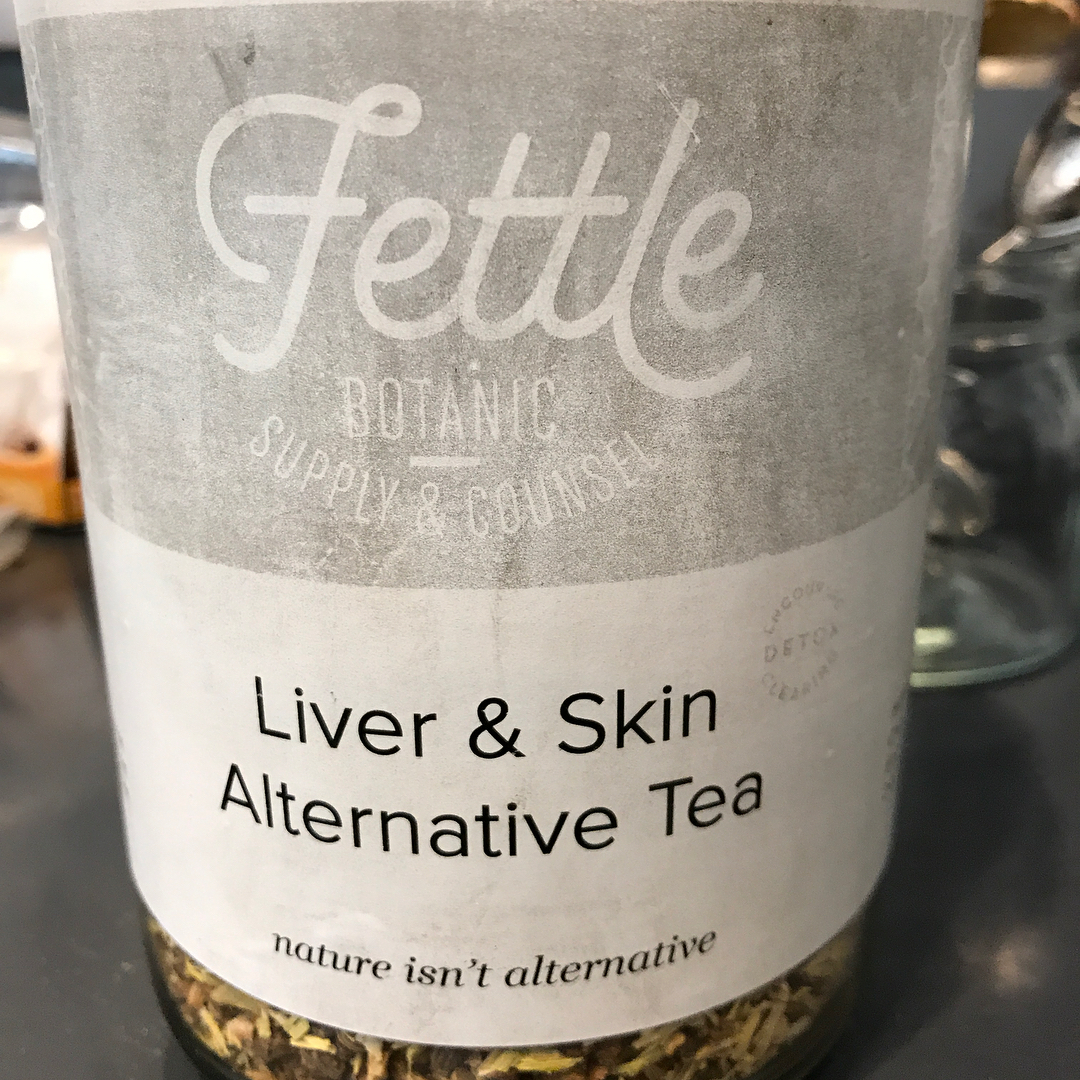 Fettle
BOTANIC
SUPPLY & COUNSEL
DETOX
Liver & Skin
Alternative Tea
nature isn't alternative